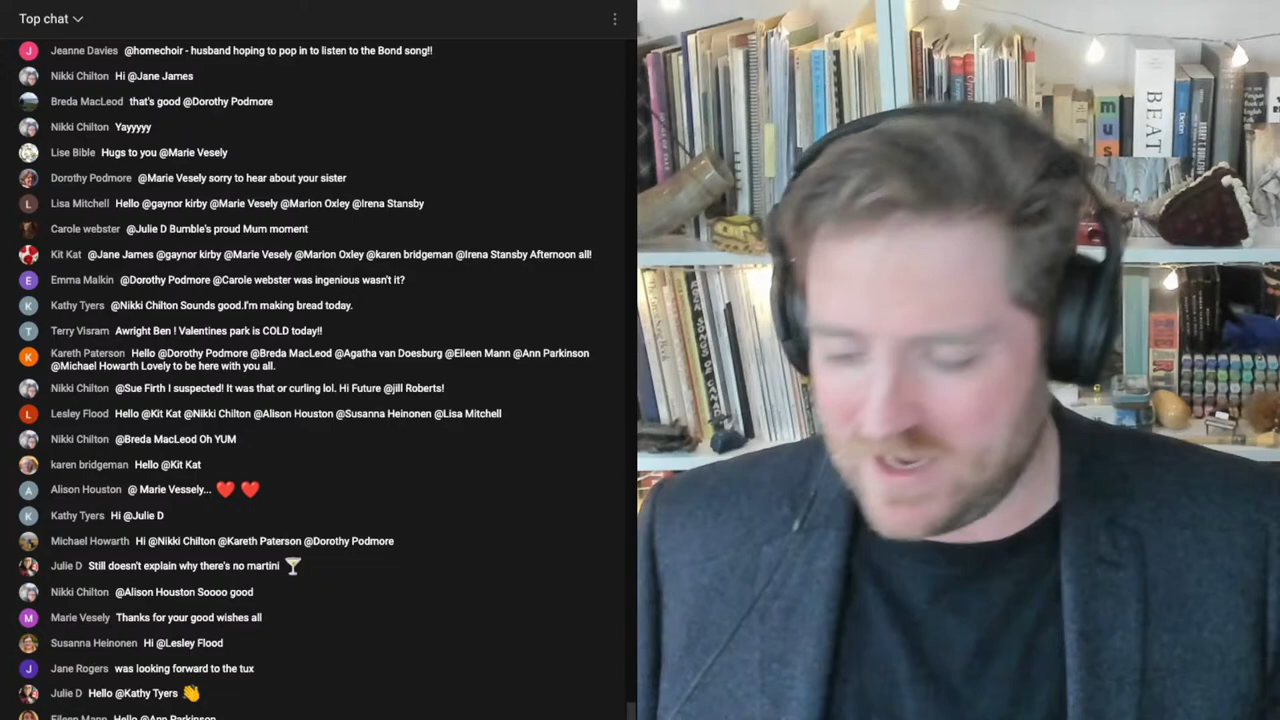 Top chat
Jeanne Davies @homechoir - husband hoping to pop in to listen to the Bond song!!
Nikki Chilton Hi @Jane James
Breda MacLeod that's good @Dorothy Podmore
Nikki Chilton Yayyyyy
Lise Bible Hugs to you @Marie Vesely
Dorothy Podmore @Marie Vesely sorry to hear about your sister
L Lisa Mitchell Hello @gaynor kirby @Marie Vesely @Marion Oxley @Irena Stansby
Carole webster @Julie D Bumble's proud Mum moment
Kit Kat @Jane James @gaynor kirby @Marie Vesely @Marion Oxley @karen bridgeman @Irena Stansby Afternoon all!
E Emma Malkin @Dorothy Podmore @Carole webster was ingenious wasn't it?
K Kathy Tyers @Nikki Chilton Sounds good.I'm making bread today.
T Terry Visram Awright Ben ! Valentines park is COLD today!!
K Kareth Paterson Hello @Dorothy Podmore @Breda MacLeod @Agatha van Doesburg @Eileen Mann @Ann Parkinson
@Michael Howarth Lovely to be here with you all.
Nikki Chilton @Sue Firth I suspected! It was that or curling lol. Hi Future @jill Roberts!
L Lesley Flood Hello @Kit Kat @Nikki Chilton @Alison Houston @Susanna Heinonen @Lisa Mitchell
Nikki Chilton @Breda MacLeod Oh YUM
karen bridgeman Hello @Kit Kat
A Alison Houston @ Marie Vessely... ❤️ ❤️
K Kathy Tyers Hi @Julie D
Michael Howarth Hi @Nikki Chilton @Kareth Paterson @Dorothy Podmore
Julie D Still doesn't explain why there's no martini 🍸
Nikki Chilton @Alison Houston Soooo good
M Marie Vesely Thanks for your good wishes all
Susanna Heinonen Hi @Lesley Flood
J Jane Rogers was looking forward to the tux
Julie D Hello @Kathy Tyers 👋
Eileen Mann Hello @Ann Parkinson
BEAT
mus